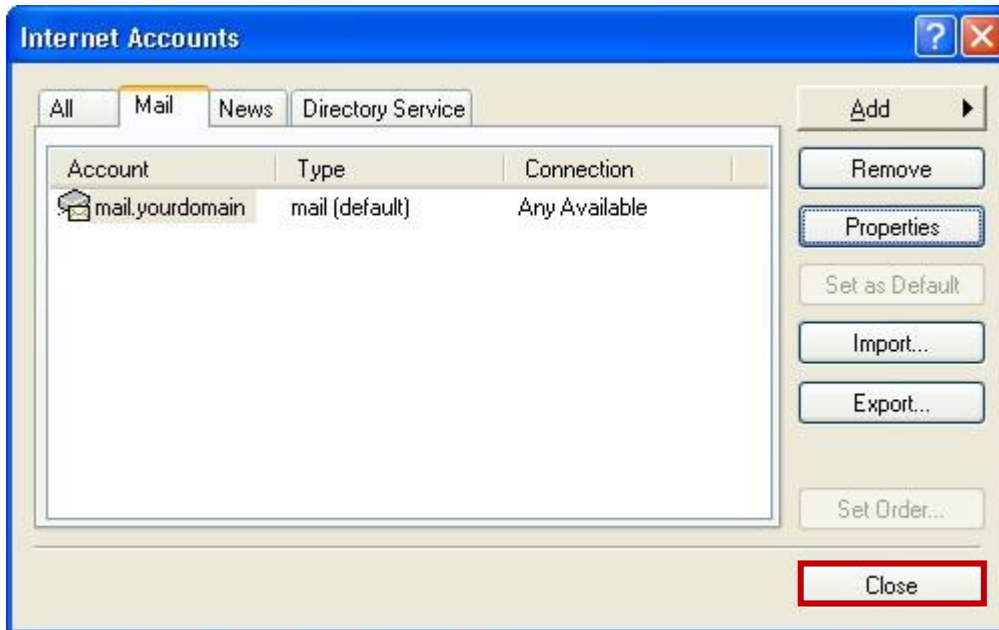 Internet Accounts
?
All Mail News Directory Service
Add
Account Type Connection
Remove
mail.yourdomain mail (default) Any Available
Properties
Set as Default
Import...
Export...
Set Order...
Close